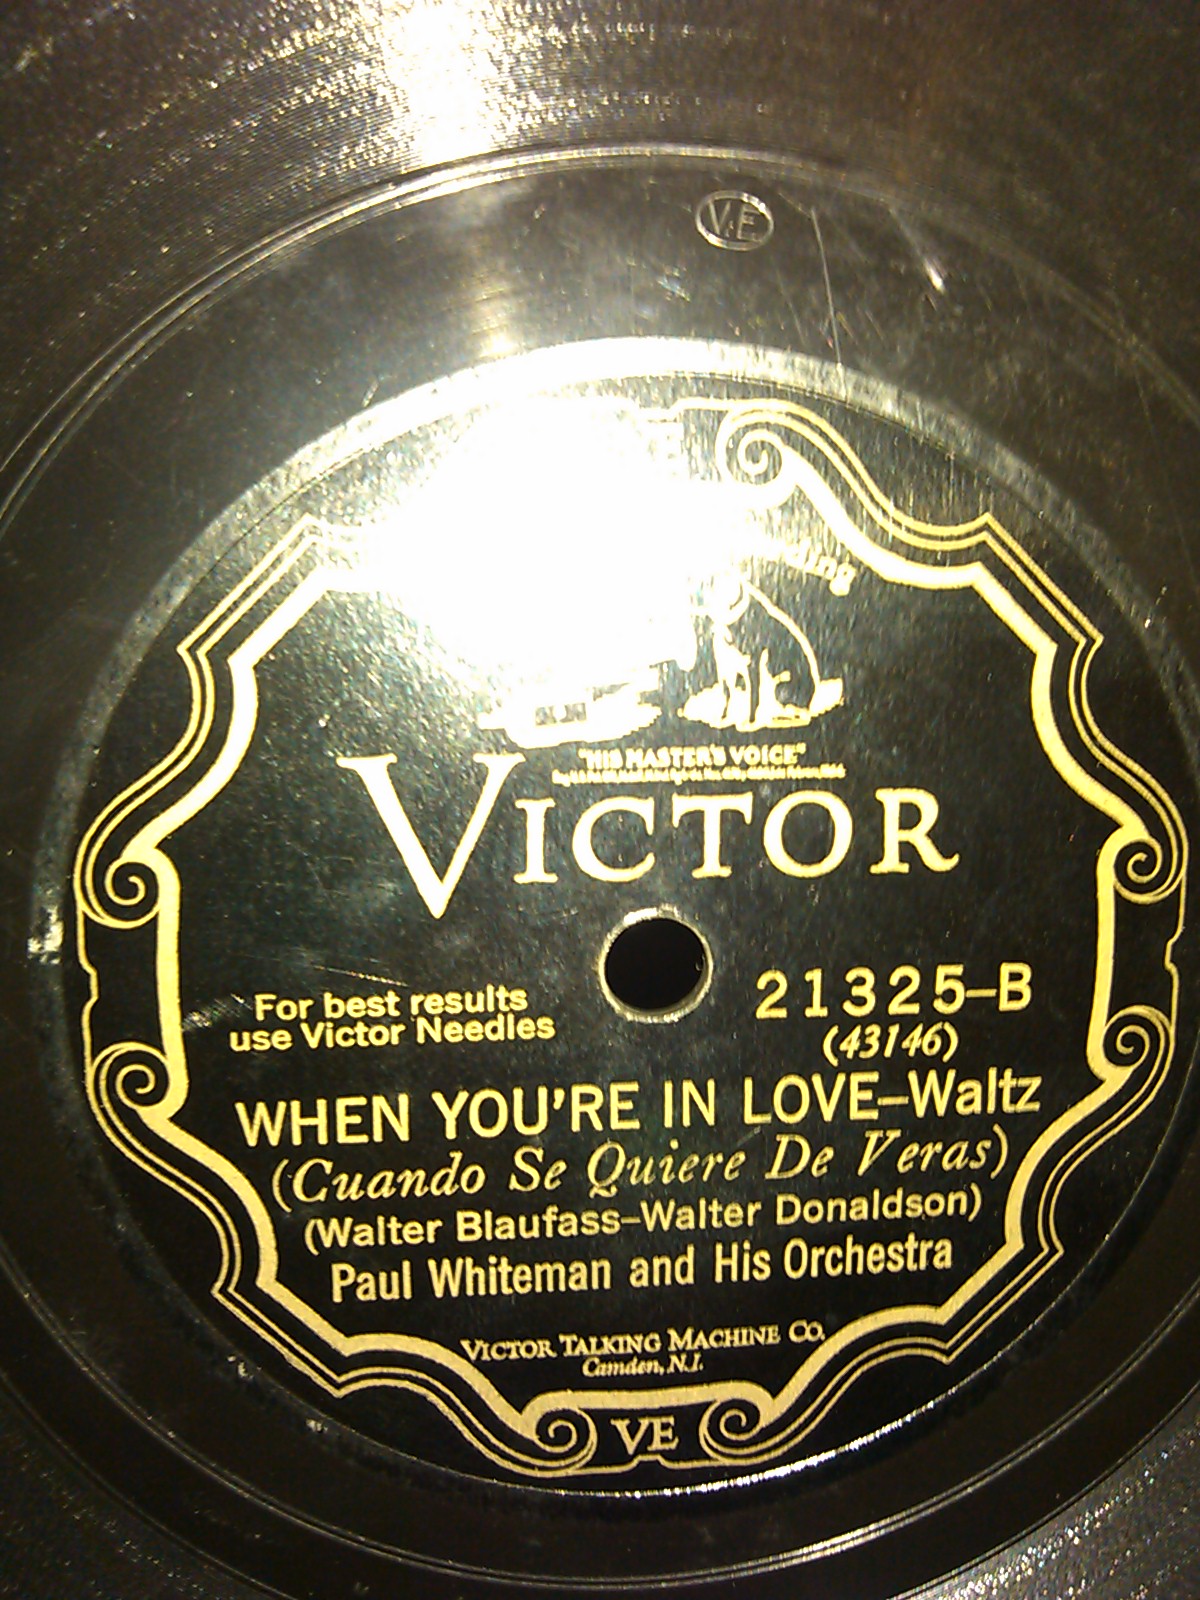 VE
"HIS MASTER'S VOICE"
VICTOR
For best results
use Victor Needles
21325-B
(43146)
WHEN YOU'RE IN LOVE-Waltz
(Cuando Se Quiere De Veras)
(Walter Blaufass-Walter Donaldson)
Paul Whiteman and His Orchestra
VICTOR TALKING MACHINE CO.
Camden, N.J.
VE